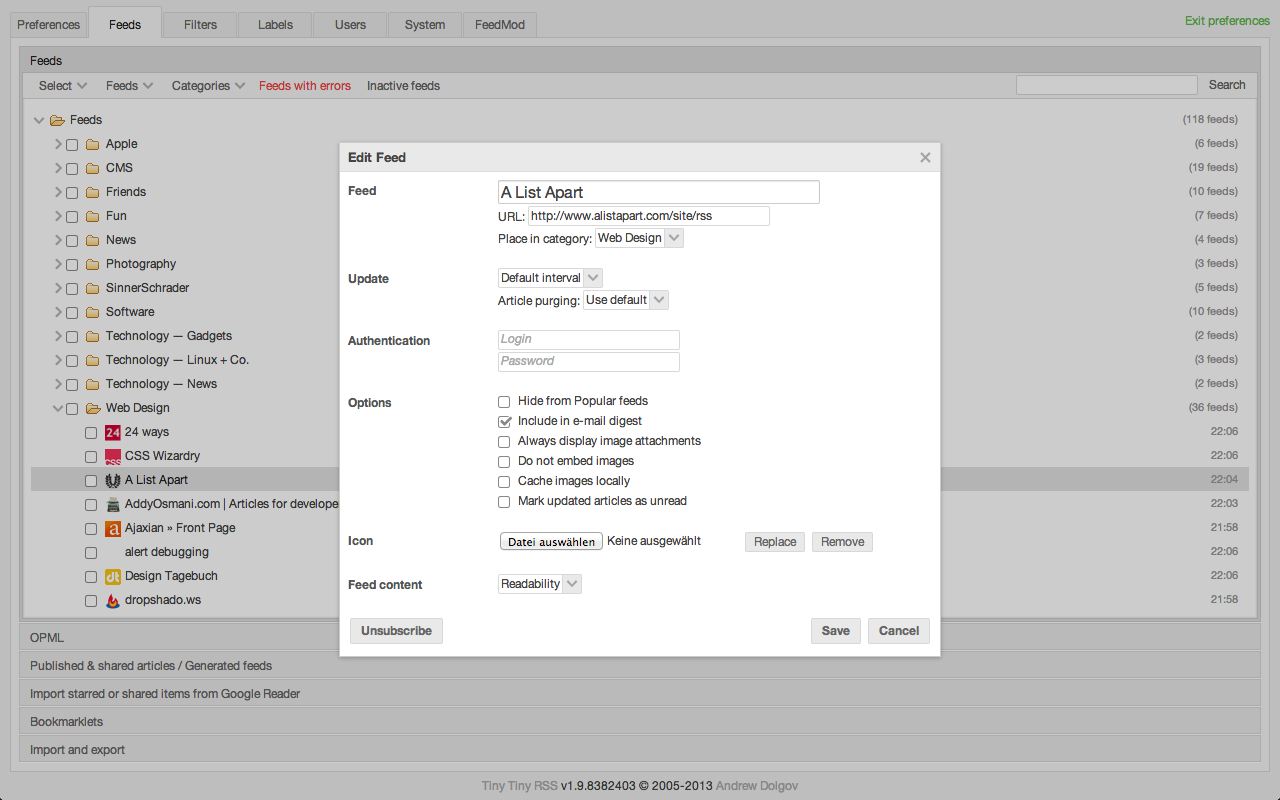 Preferences Feeds Filters Labels Users System FeedMod Exit preferences
Feeds
Select Feeds Categories Feeds with errors Inactive feeds Search
Feeds (118 feeds)
Apple (6 feeds)
CMS (19 feeds)
Friends (10 feeds)
Fun (7 feeds)
News (4 feeds)
Photography (3 feeds)
SinnerSchrader (5 feeds)
Software (10 feeds)
Technology — Gadgets (2 feeds)
Technology — Linux + Co. (3 feeds)
Technology — News (2 feeds)
Web Design (36 feeds)
24 24 ways 22:06
CSS CSS Wizardry 22:06
A List Apart 22:04
AddyOsmani.com | Articles for develope 22:03
a Ajaxian » Front Page 21:58
alert debugging 22:06
dt Design Tagebuch 22:06
dropshado.ws 21:58
Edit Feed
Feed A List Apart
URL: http://www.alistapart.com/site/rss
Place in category: Web Design
Update Default interval
Article purging: Use default
Authentication Login
Password
Options Hide from Popular feeds
Include in e-mail digest
Always display image attachments
Do not embed images
Cache images locally
Mark updated articles as unread
Icon Datei auswählen Keine ausgewählt Replace Remove
Feed content Readability
Unsubscribe Save Cancel
OPML
Published & shared articles / Generated feeds
Import starred or shared items from Google Reader
Bookmarklets
Import and export
Tiny Tiny RSS v1.9.8382403 © 2005-2013 Andrew Dolgov